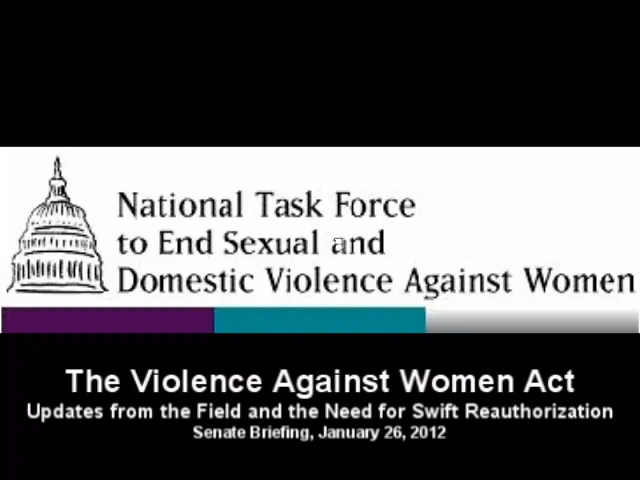 National Task Force
to End Sexual and
Domestic Violence Against Women
The Violence Against Women Act
Updates from the Field and the Need for Swift Reauthorization
Senate Briefing, January 26, 2012